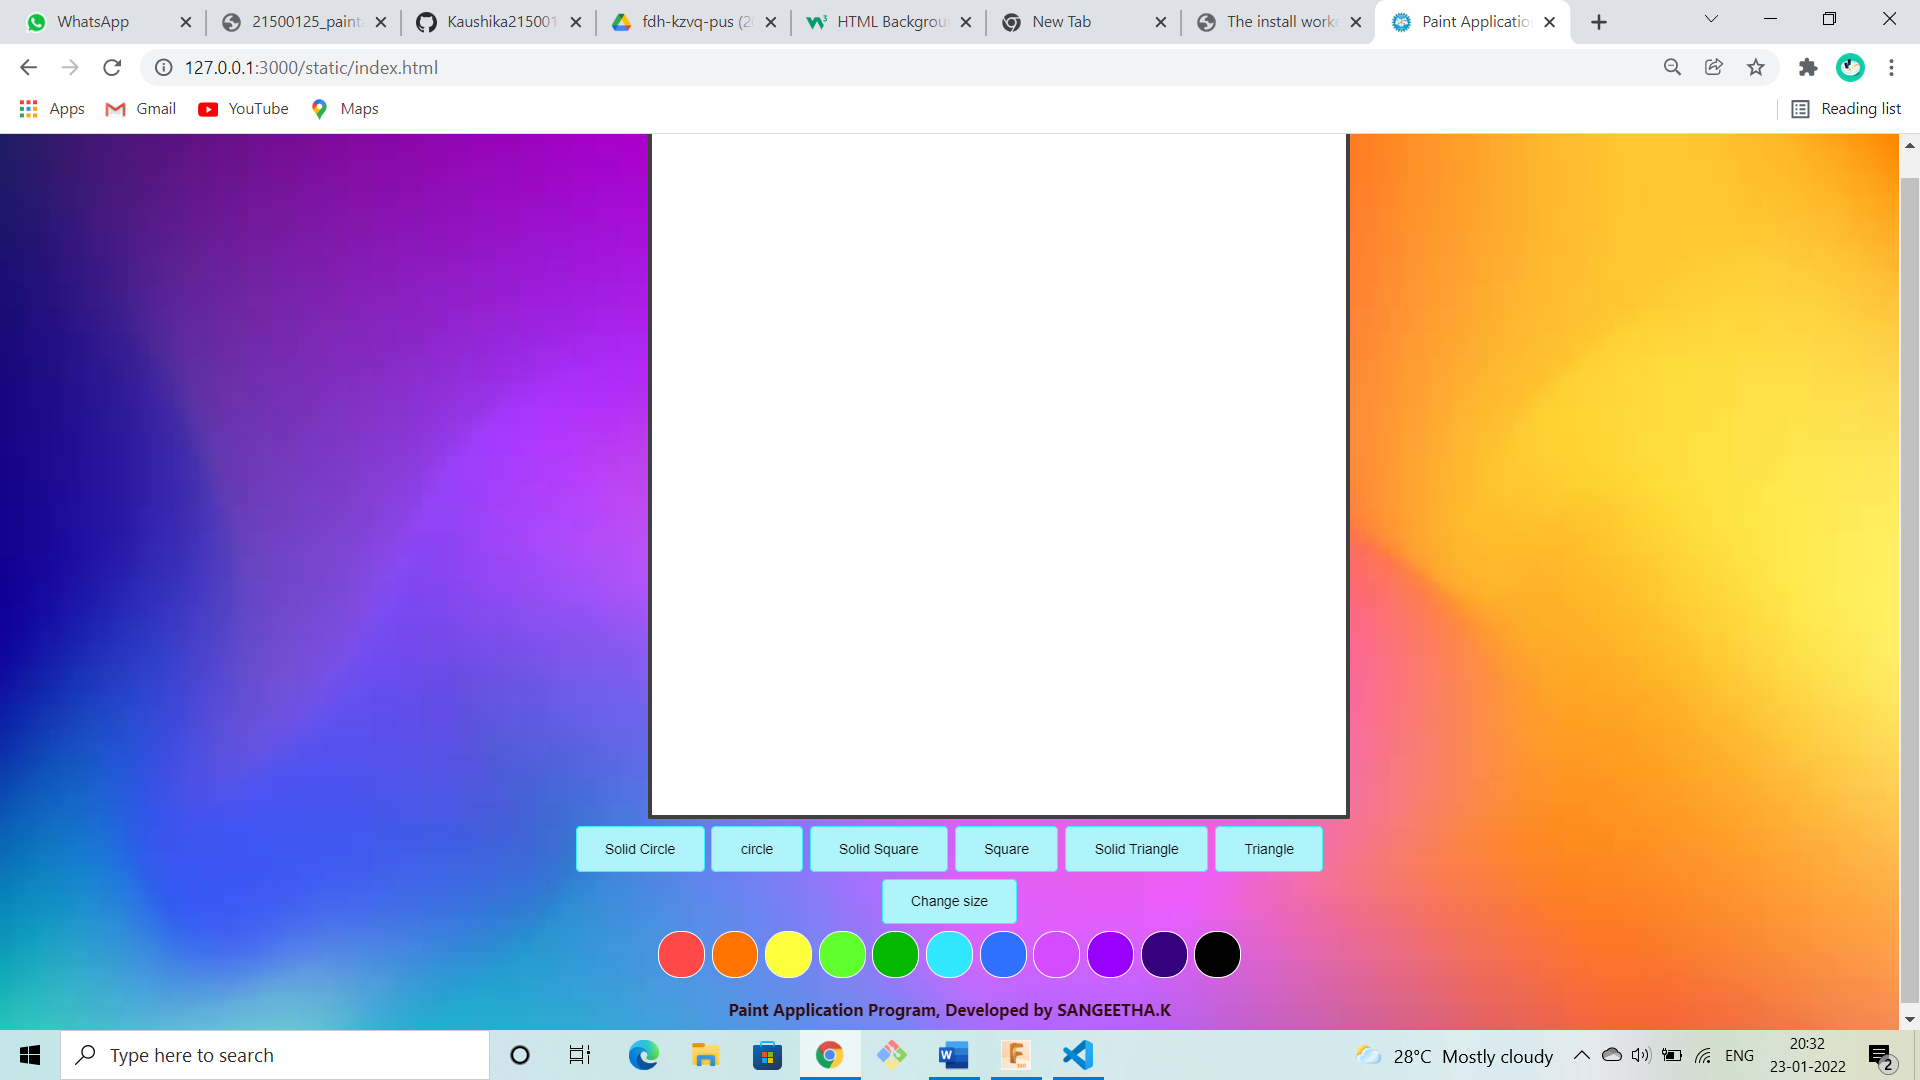 WhatsApp
21500125_paint
Kaushika215001
fdh-kzvq-pus (2
HTML Backgrou
New Tab
The install work
Paint Applicatio
127.0.0.1:3000/static/index.html
Apps
Gmail
YouTube
Maps
Reading list
Solid Circle
circle
Solid Square
Square
Solid Triangle
Triangle
Change size
Paint Application Program, Developed by SANGEETHA.K
Type here to search
28°C Mostly cloudy
ENG
20:32
23-01-2022
2